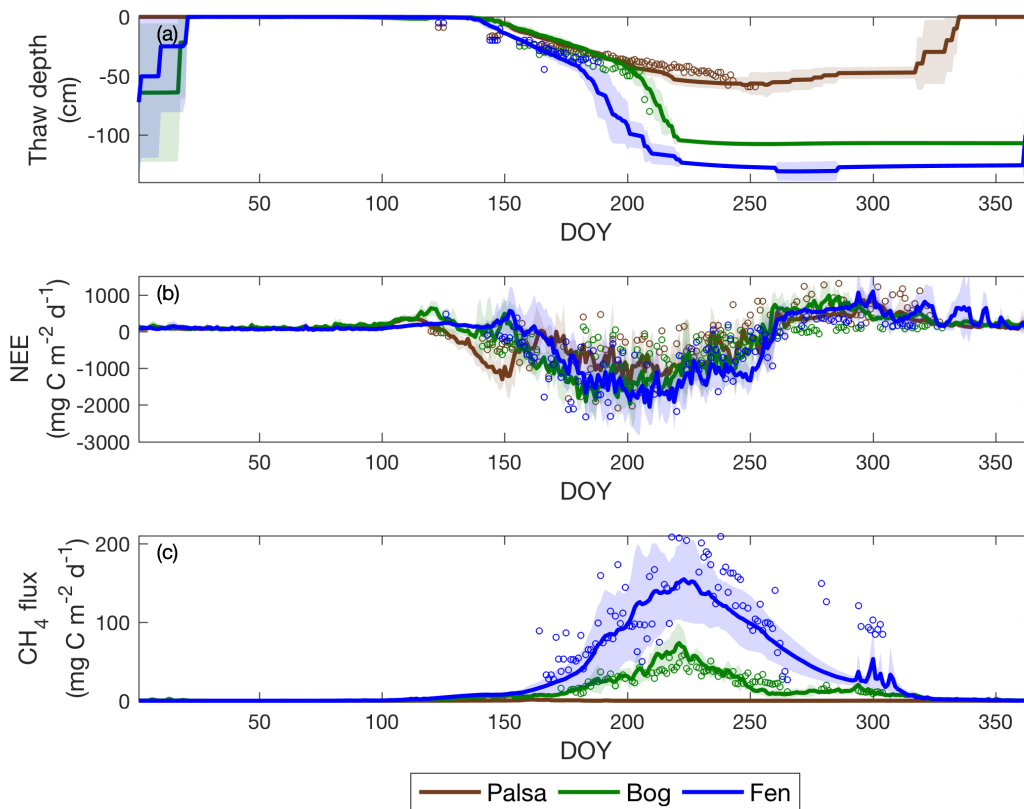 (a)
0
-50
-100
Thaw depth
(cm)
50 100 150 200 250 300 350
DOY
(b)
1000
0
-1000
-2000
-3000
NEE
(mg C m⁻² d⁻¹)
50 100 150 200 250 300 350
DOY
(c)
200
100
0
CH₄ flux
(mg C m⁻² d⁻¹)
50 100 150 200 250 300 350
DOY
Palsa Bog Fen